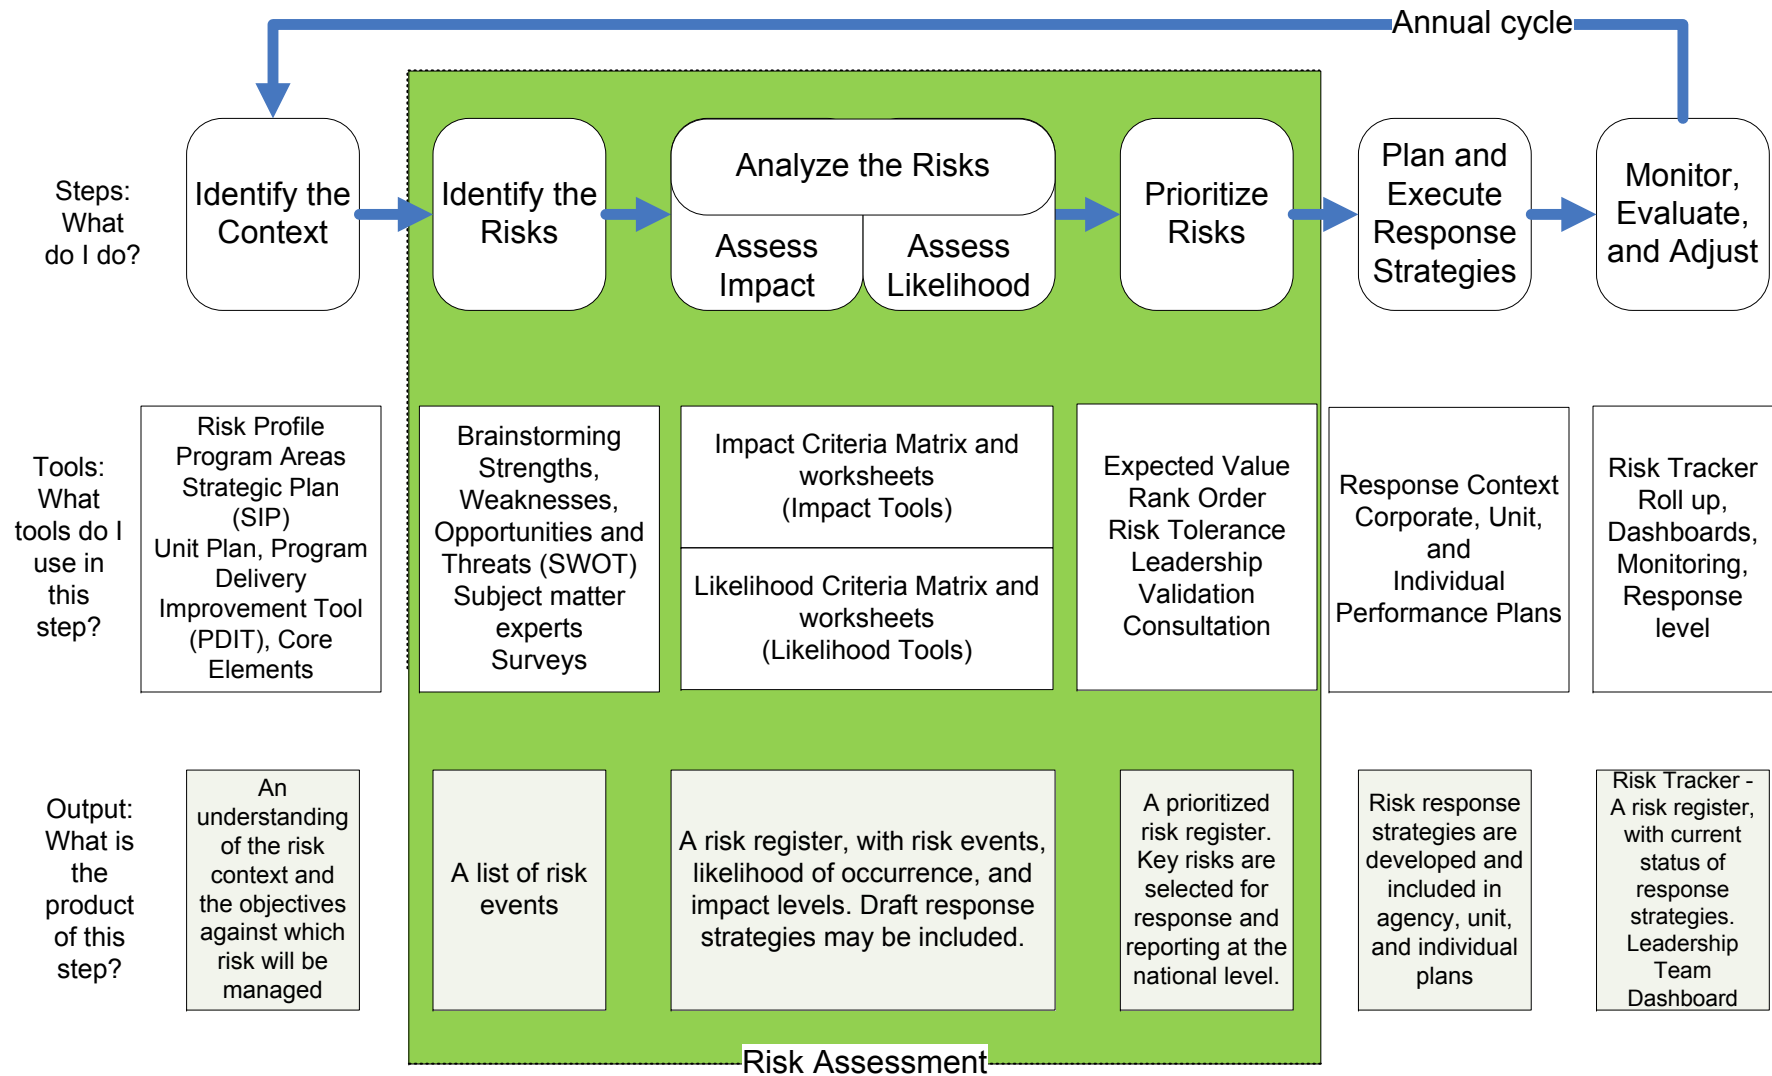 Annual cycle
Steps:
What
do I do?
Identify the
Context
Identify the
Risks
Analyze the Risks
Assess
Impact
Assess
Likelihood
Prioritize
Risks
Plan and
Execute
Response
Strategies
Monitor,
Evaluate,
and Adjust
Tools:
What
tools do I
use in
this
step?
Risk Profile
Program Areas
Strategic Plan
(SIP)
Unit Plan, Program
Delivery
Improvement Tool
(PDIT), Core
Elements
Brainstorming
Strengths,
Weaknesses,
Opportunities and
Threats (SWOT)
Subject matter
experts
Surveys
Impact Criteria Matrix and
worksheets
(Impact Tools)
Likelihood Criteria Matrix and
worksheets
(Likelihood Tools)
Expected Value
Rank Order
Risk Tolerance
Leadership
Validation
Consultation
Response Context
Corporate, Unit,
and
Individual
Performance Plans
Risk Tracker
Roll up,
Dashboards,
Monitoring,
Response
level
Output:
What is
the
product
of this
step?
An
understanding
of the risk
context and
the objectives
against which
risk will be
managed
A list of risk
events
A risk register, with risk events,
likelihood of occurrence, and
impact levels. Draft response
strategies may be included.
A prioritized
risk register.
Key risks are
selected for
response and
reporting at the
national level.
Risk response
strategies are
developed and
included in
agency, unit,
and individual
plans
Risk Tracker -
A risk register,
with current
status of
response
strategies.
Leadership
Team
Dashboard
Risk Assessment